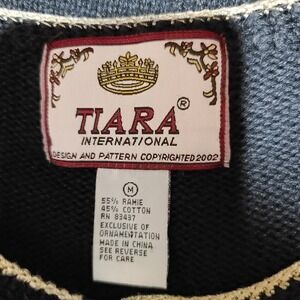 TIARA®
INTERNATIONAL
DESIGN AND PATTERN COPYRIGHTED 2002
M
55% RAMIE
45% COTTON
RN 83437
EXCLUSIVE OF
ORNAMENTATION
MADE IN CHINA
SEE REVERSE
FOR CARE